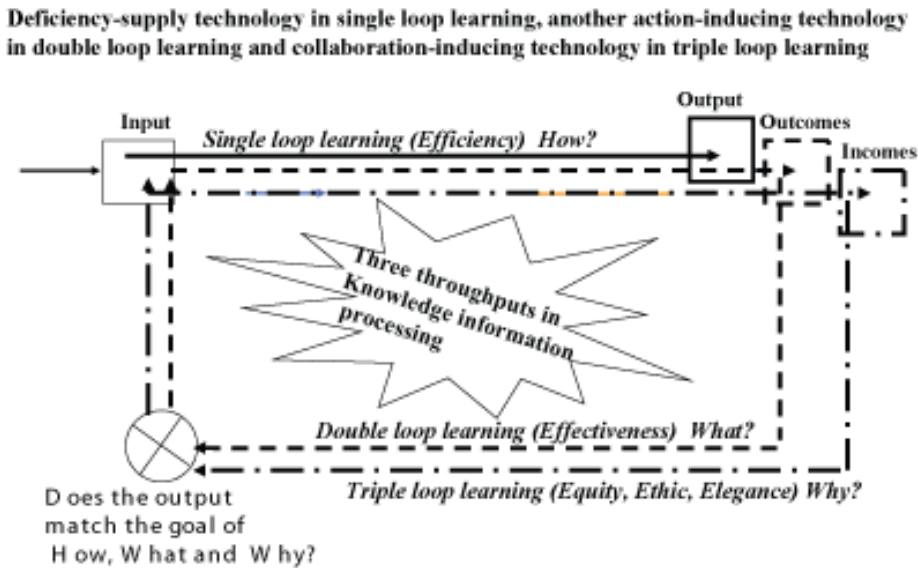 Deficiency-supply technology in single loop learning, another action-inducing technology
in double loop learning and collaboration-inducing technology in triple loop learning
Output
Input
Outcomes
Single loop learning (Efficiency) How?
Incomes
Three throughputs in
Knowledge information
processing
Double loop learning (Effectiveness) What?
Triple loop learning (Equity, Ethic, Elegance) Why?
D oes the output
match the goal of
H ow, W hat and W hy?